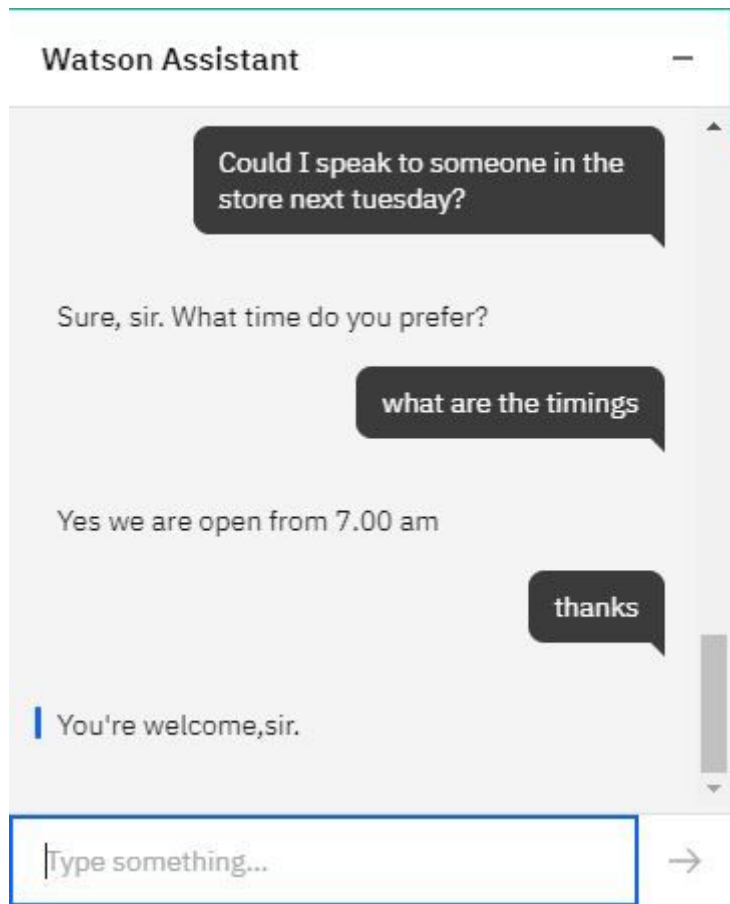 Watson Assistant
Could I speak to someone in the
store next tuesday?
Sure, sir. What time do you prefer?
what are the timings
Yes we are open from 7.00 am
thanks
You're welcome,sir.
Type something...